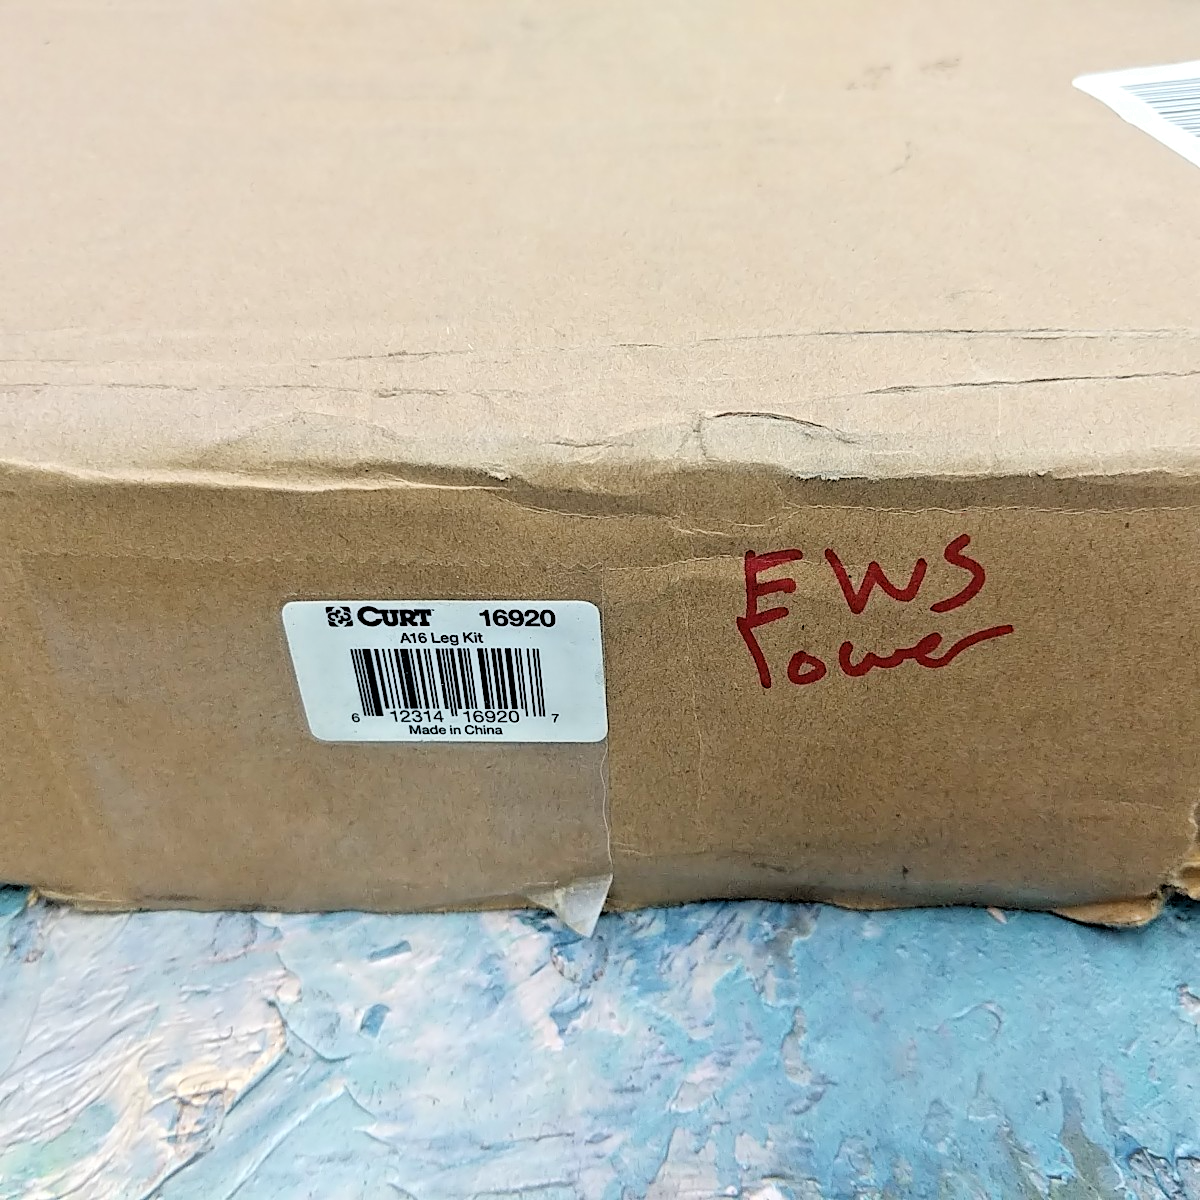 CURT 16920
A16 Leg Kit
6 12314 16920 7
Made in China
EWS
Power